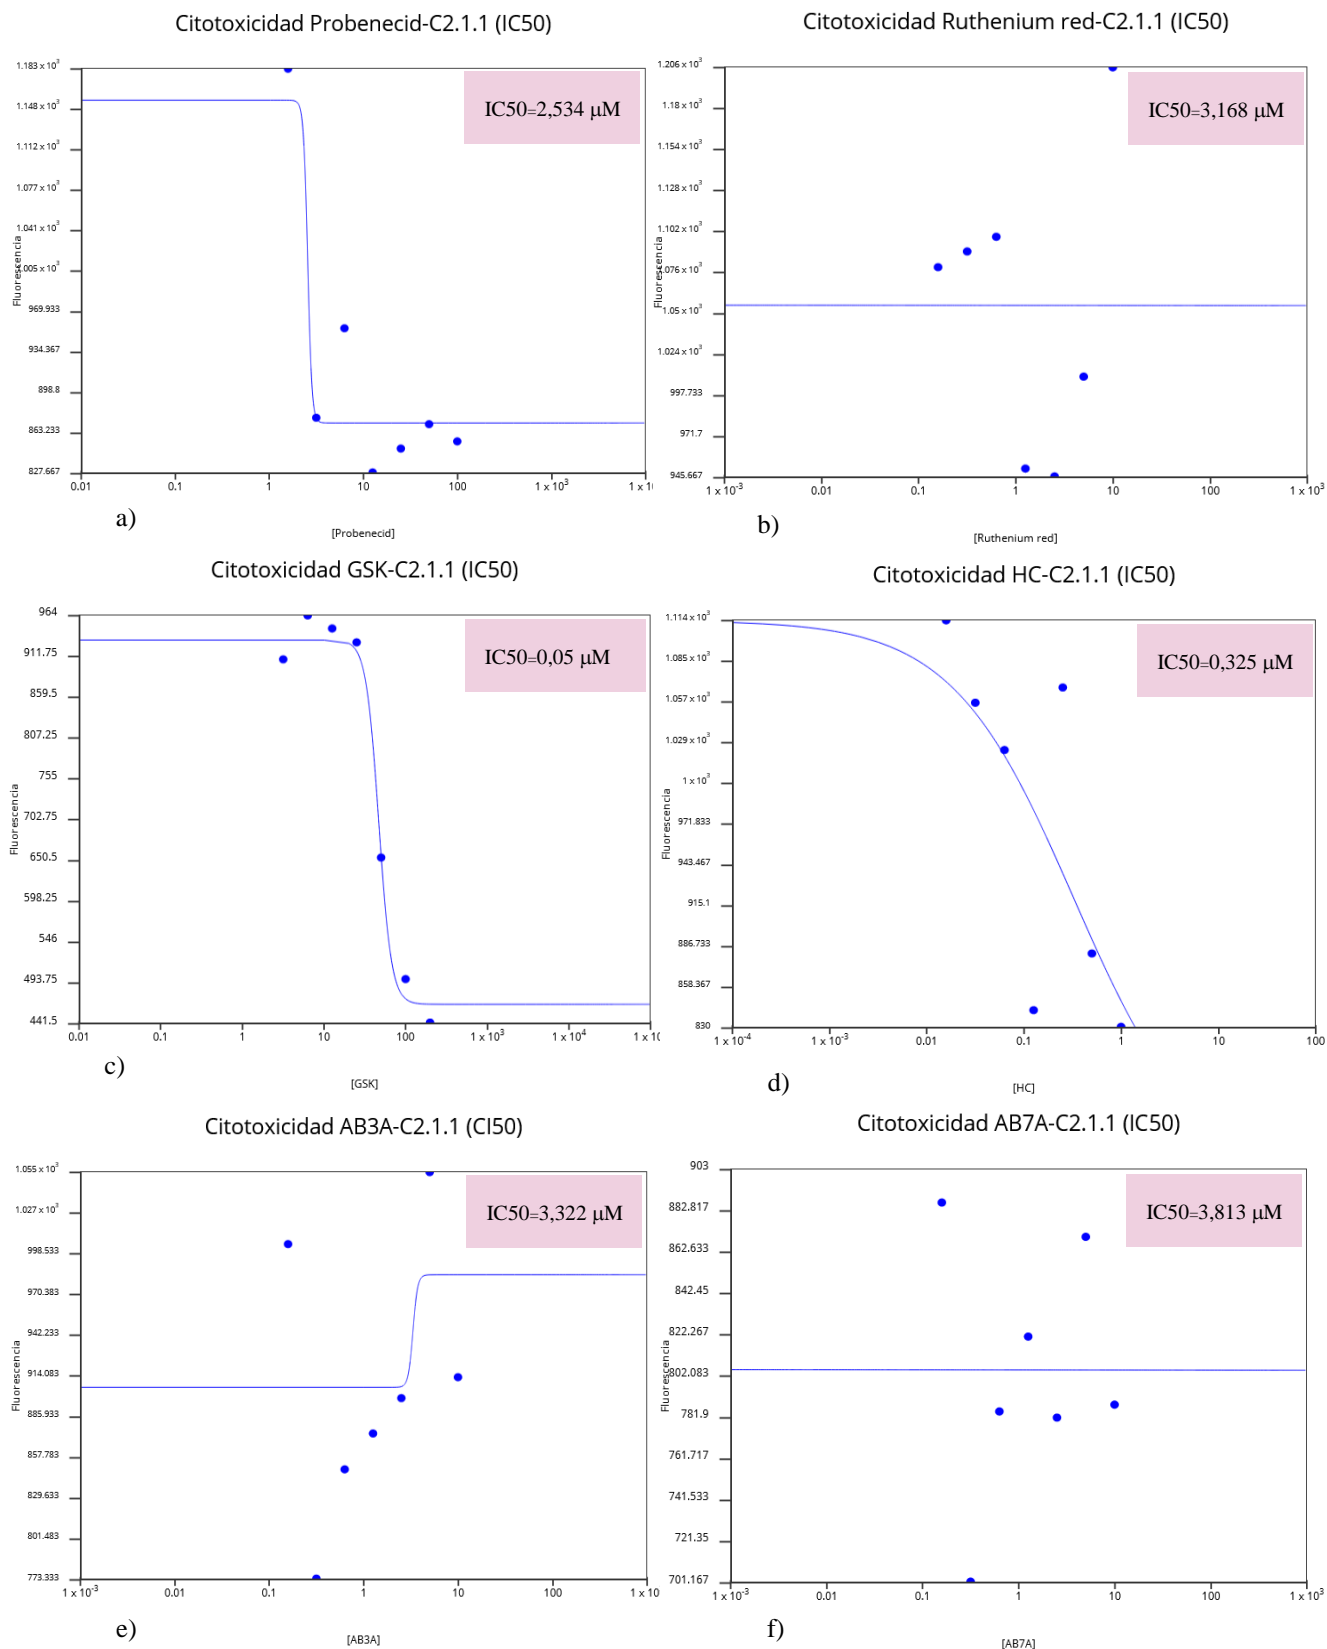 Citotoxicidad Probenecid-C2.1.1 (IC50)
1.183 x 10³
1.148 x 10³
1.112 x 10³
1.077 x 10³
1.041 x 10³
1.005 x 10³
969.933
934.367
898.8
863.233
827.667
Fluorescencia
IC50=2,534 µM
0.01 0.1 1 10 100 1 x 10³
a)
[Probenecid]
Citotoxicidad Ruthenium red-C2.1.1 (IC50)
1.206 x 10³
1.18 x 10³
1.154 x 10³
1.128 x 10³
1.102 x 10³
1.076 x 10³
1.05 x 10³
1.024 x 10³
997.733
971.7
945.667
Fluorescencia
IC50=3,168 µM
1 x 10⁻³ 0.01 0.1 1 10 100 1 x 10³
b)
[Ruthenium red]
Citotoxicidad GSK-C2.1.1 (IC50)
964
911.75
859.5
807.25
755
702.75
650.5
598.25
546
493.75
441.5
Fluorescencia
IC50=0,05 µM
0.01 0.1 1 10 100 1 x 10³ 1 x 10⁴
c)
[GSK]
Citotoxicidad HC-C2.1.1 (IC50)
1.114 x 10³
1.085 x 10³
1.057 x 10³
1.029 x 10³
1 x 10³
971.833
943.467
915.1
886.733
858.367
830
Fluorescencia
IC50=0,325 µM
1 x 10⁻⁴ 1 x 10⁻³ 0.01 0.1 1 10 100
d)
[HC]
Citotoxicidad AB3A-C2.1.1 (CI50)
1.055 x 10³
1.027 x 10³
998.533
970.383
942.233
914.083
885.933
857.783
829.633
801.483
773.333
Fluorescencia
IC50=3,322 µM
1 x 10⁻³ 0.01 0.1 1 10 100 1 x 10
e)
[AB3A]
Citotoxicidad AB7A-C2.1.1 (IC50)
903
882.817
862.633
842.45
822.267
802.083
781.9
761.717
741.533
721.35
701.167
Fluorescencia
IC50=3,813 µM
1 x 10⁻³ 0.01 0.1 1 10 100 1 x 10³
f)
[AB7A]